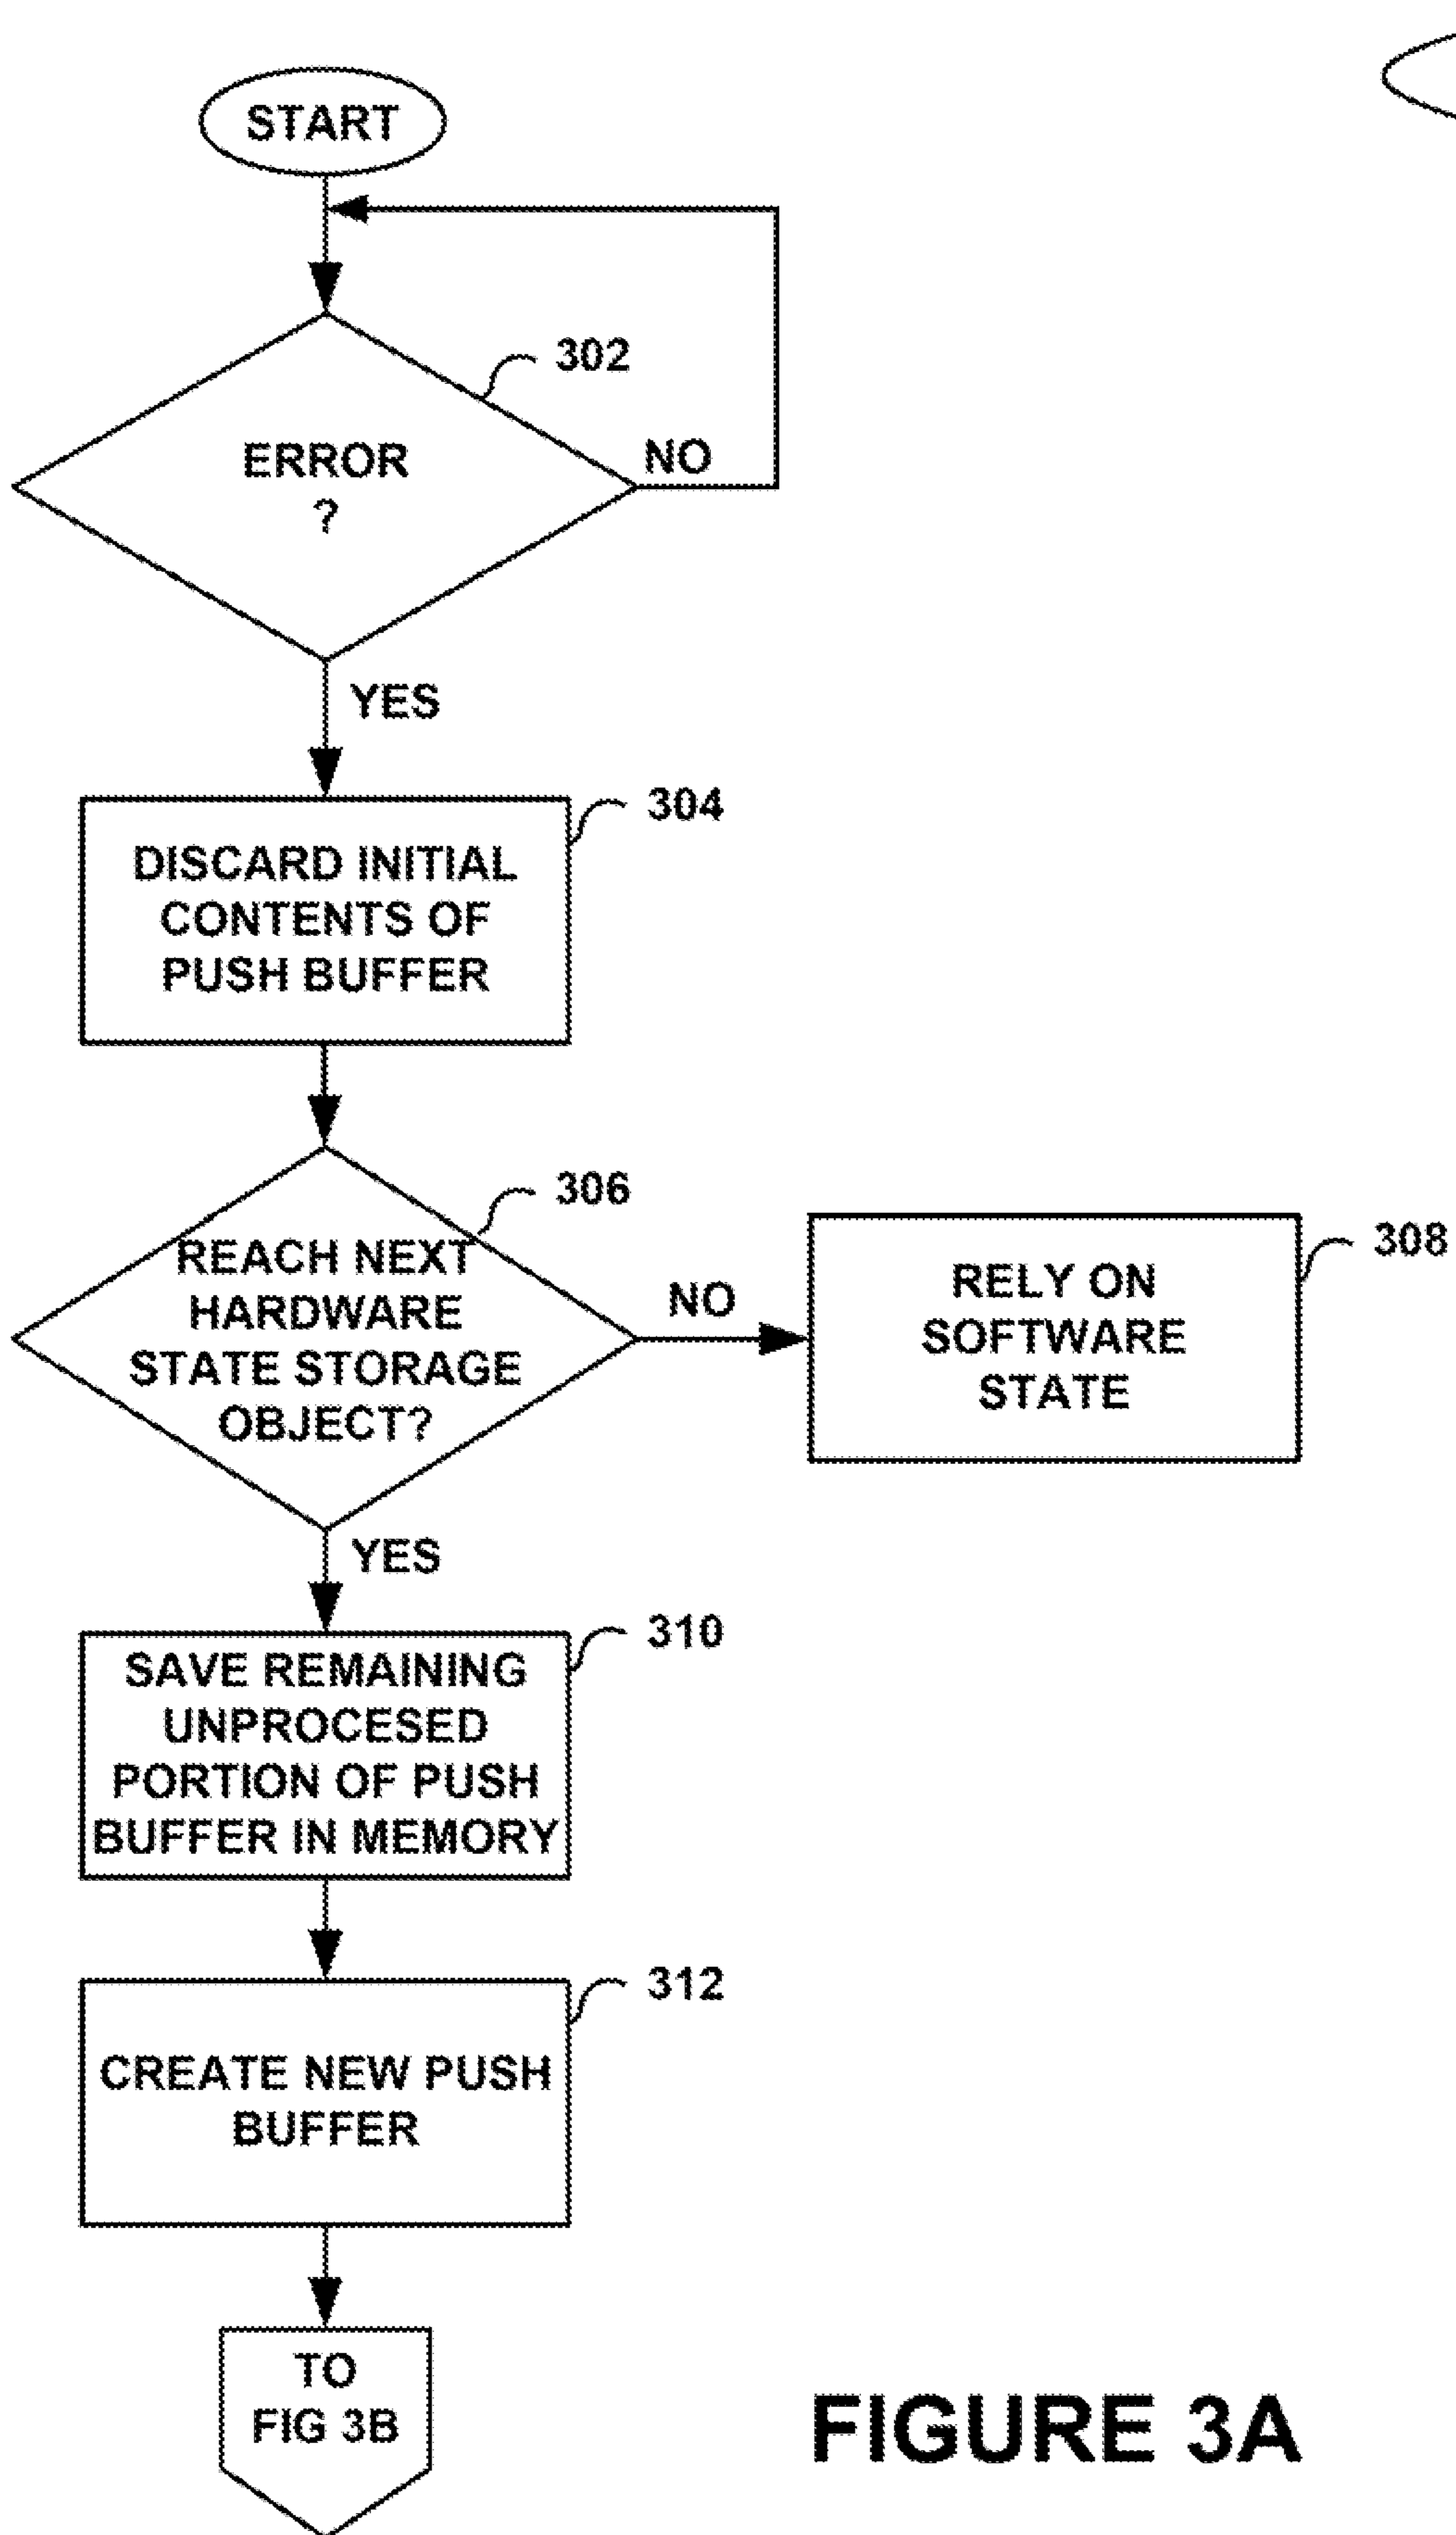 START
302
ERROR
?
NO
YES
304
DISCARD INITIAL
CONTENTS OF
PUSH BUFFER
306
REACH NEXT
HARDWARE
STATE STORAGE
OBJECT?
NO
308
RELY ON
SOFTWARE
STATE
YES
310
SAVE REMAINING
UNPROCESED
PORTION OF PUSH
BUFFER IN MEMORY
312
CREATE NEW PUSH
BUFFER
TO
FIG 3B
FIGURE 3A